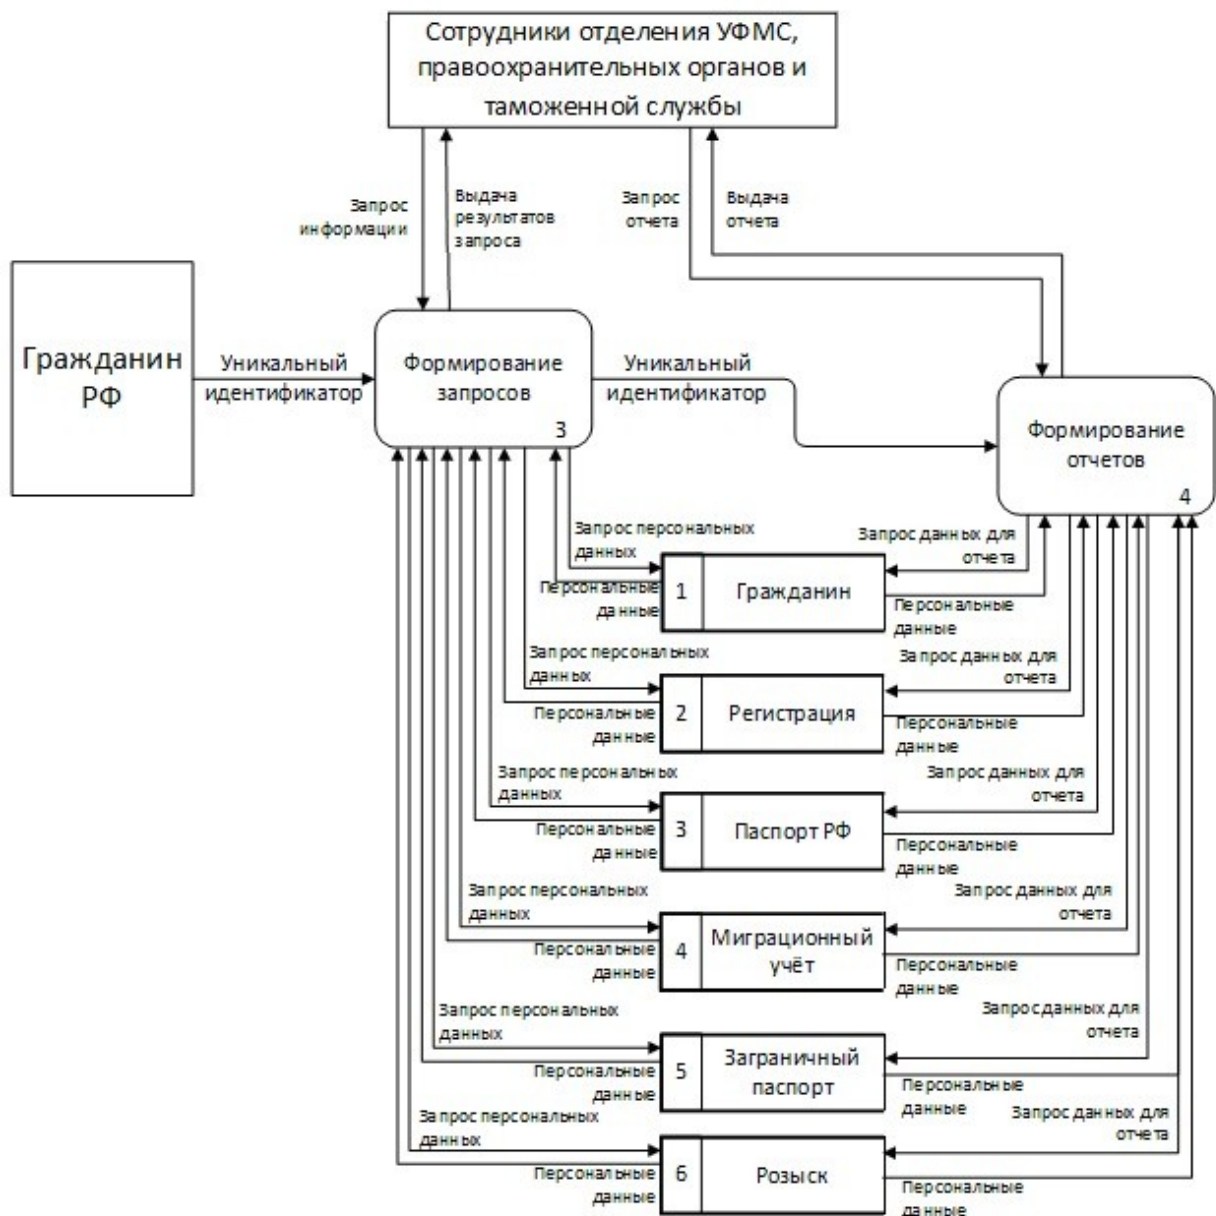 Сотрудники отделения УФМС,
правоохранительных органов и
таможенной службы
Запрос
информации
Выдача
результатов
запроса
Запрос
отчета
Выдача
отчета
Гражданин
РФ
Уникальный
идентификатор
Формирование
запросов
3
Уникальный
идентификатор
Формирование
отчетов
4
Запрос персональных
данных
Персональные
данные
1
Гражданин
Запрос данных для
отчета
Персональные
данные
Запрос персональных
данных
Персональные
данные
2
Регистрация
Запрос данных для
отчета
Персональные
данные
Запрос персональных
данных
Персональные
данные
3
Паспорт РФ
Запрос данных для
отчета
Персональные
данные
Запрос персональных
данных
Персональные
данные
4
Миграционный
учёт
Запрос данных для
отчета
Персональные
данные
Запрос персональных
данных
Персональные
данные
5
Заграничный
паспорт
Запрос данных для
отчета
Персональные
данные
Запрос персональных
данных
Персональные
данные
6
Розыск
Запрос данных для
отчета
Персональные
данные